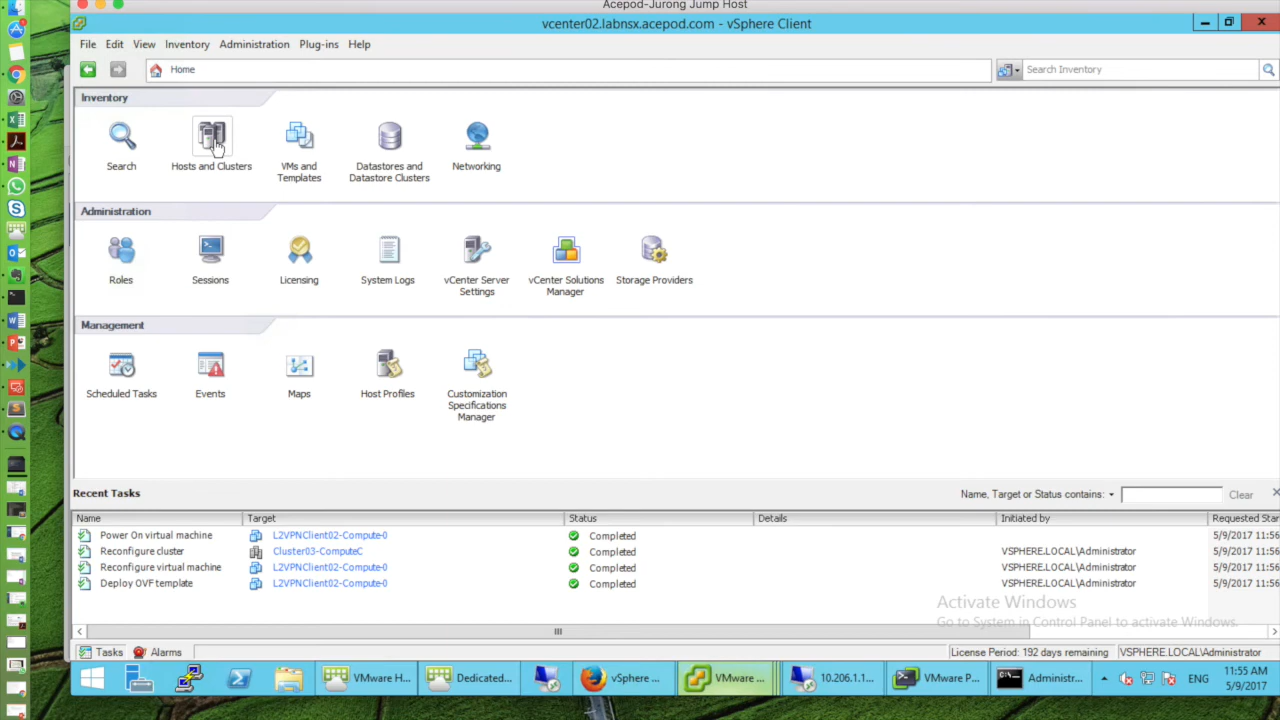 Acepod-Jurong Jump Host
vcenter02.labnsx.acepod.com - vSphere Client
File Edit View Inventory Administration Plug-ins Help
Home
Search Inventory
Inventory
Search
Hosts and Clusters
VMs and
Templates
Datastores and
Datastore Clusters
Networking
Administration
Roles
Sessions
Licensing
System Logs
vCenter Server
Settings
vCenter Solutions
Manager
Storage Providers
Management
Scheduled Tasks
Events
Maps
Host Profiles
Customization
Specifications
Manager
Recent Tasks
Name, Target or Status contains:
Clear
Name Target Status Details Initiated by Requested Star
Power On virtual machine L2VPNClient02-Compute-0 Completed 5/9/2017 11:56
Reconfigure cluster Cluster03-ComputeC Completed VSPHERE.LOCAL\Administrator 5/9/2017 11:56
Reconfigure virtual machine L2VPNClient02-Compute-0 Completed VSPHERE.LOCAL\Administrator 5/9/2017 11:56
Deploy OVF template L2VPNClient02-Compute-0 Completed VSPHERE.LOCAL\Administrator 5/9/2017 11:56
Activate Windows
Go to System in Control Panel to activate Windows.
Tasks Alarms
License Period: 192 days remaining
VSPHERE.LOCAL\Administrator
VMware H...
Dedicated...
vSphere ...
VMware ...
10.206.1.1...
VMware P...
Administr...
ENG
11:55 AM
5/9/2017